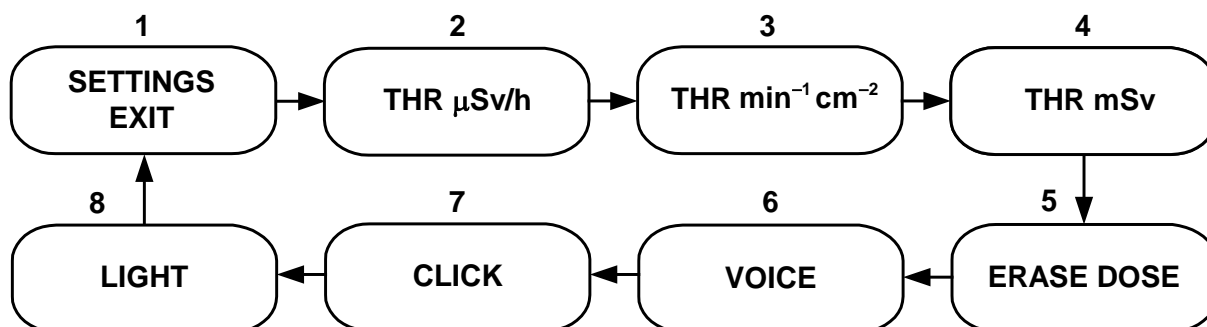 1 2 3 4
SETTINGS
EXIT
THR µSv/h
THR min⁻¹ cm⁻²
THR mSv
8 7 6 5
LIGHT
CLICK
VOICE
ERASE DOSE